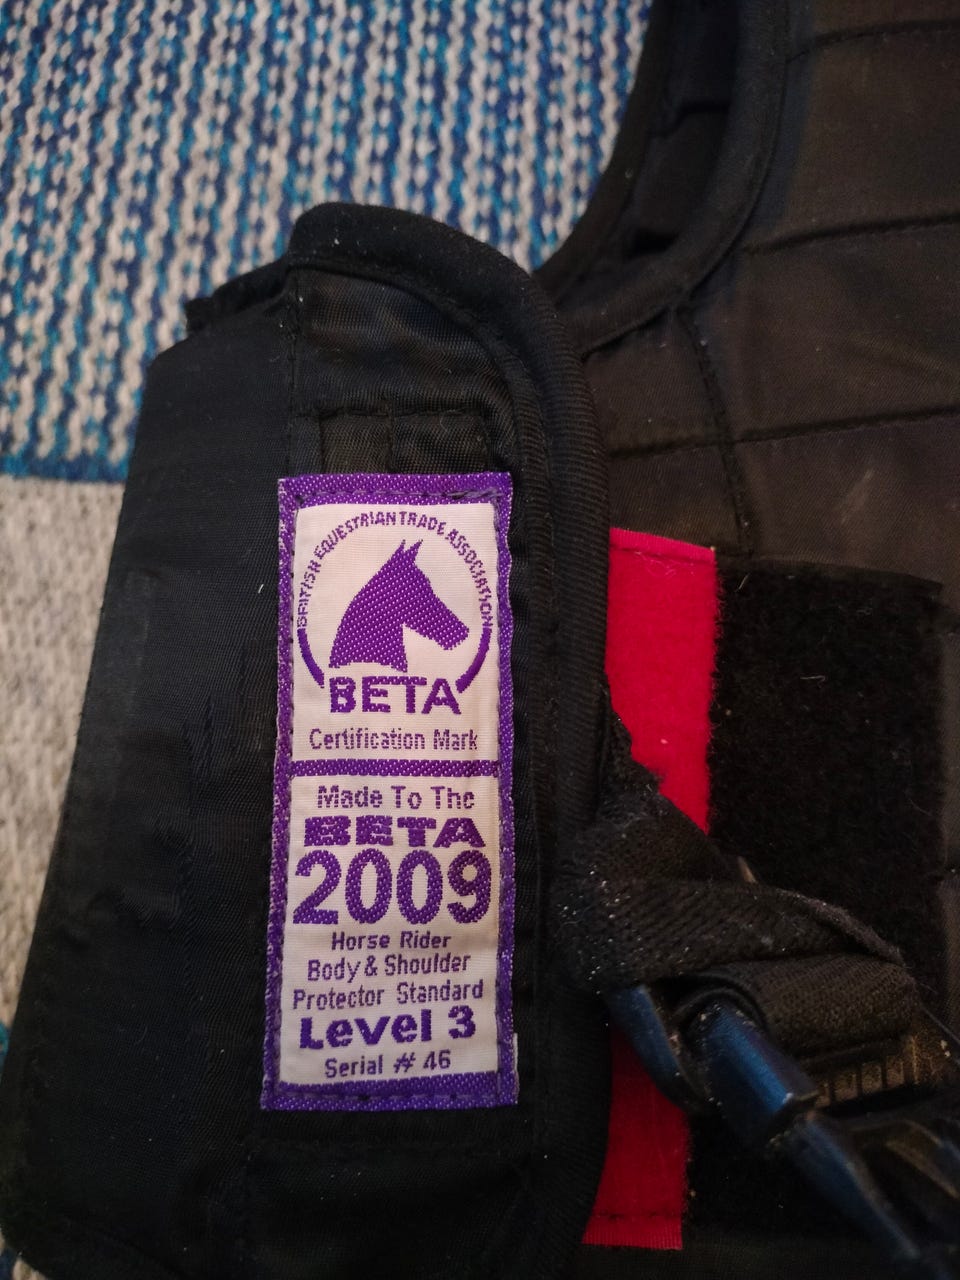 BRITISH EQUESTRIAN TRADE ASSOCIATION
BETA
Certification Mark
Made To The
BETA
2009
Horse Rider
Body & Shoulder
Protector Standard
Level 3
Serial # 46